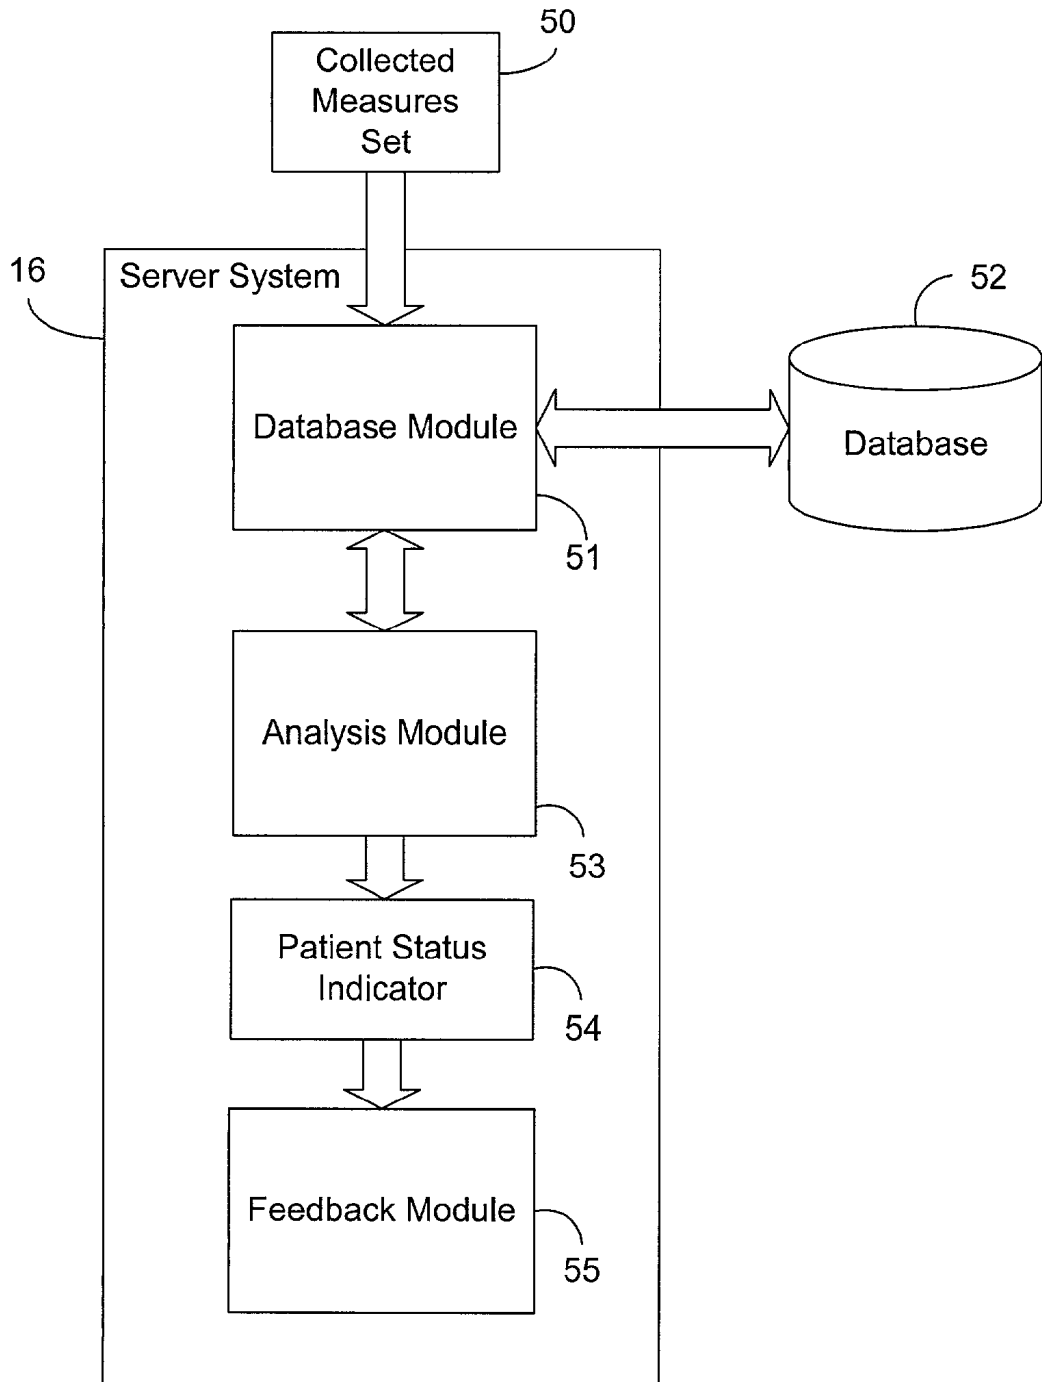 50
Collected
Measures
Set
16
Server System
52
Database Module
Database
51
Analysis Module
53
Patient Status
Indicator
54
Feedback Module
55